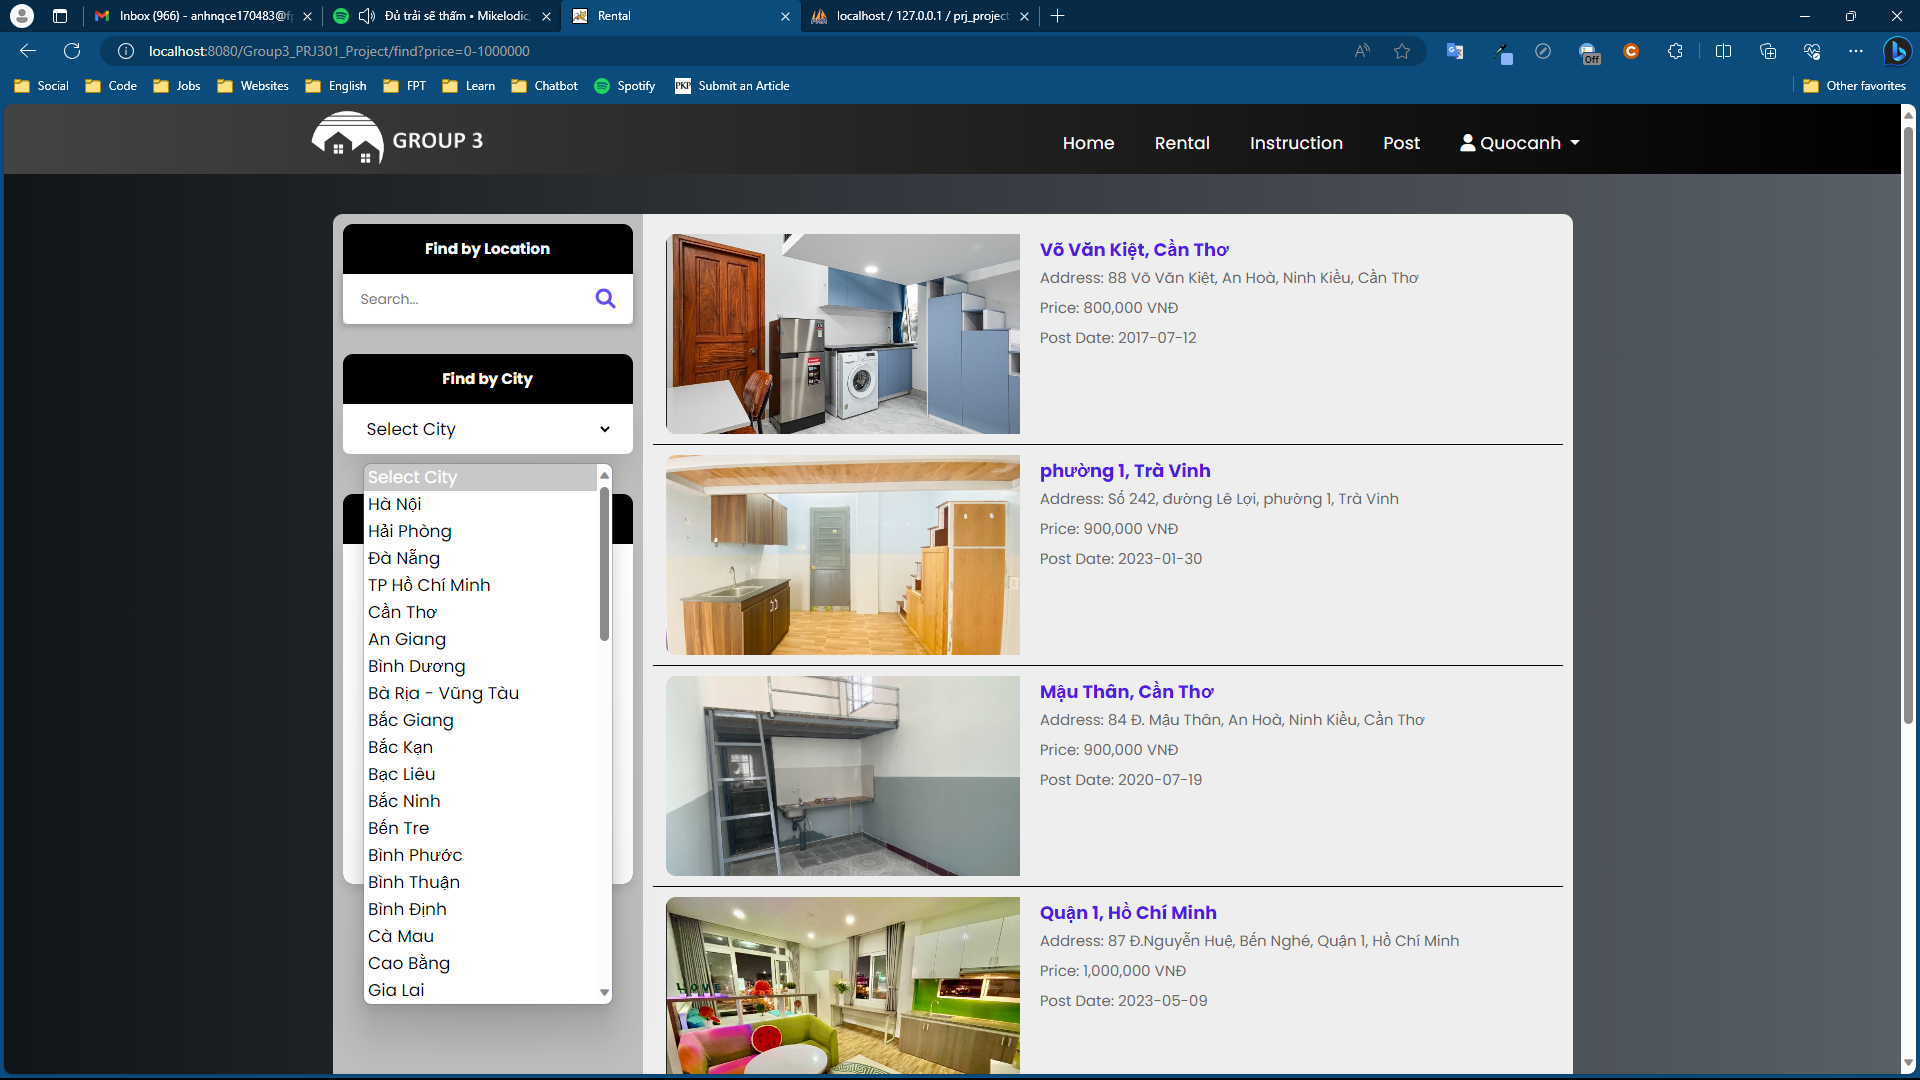 Inbox (966) - anhnqce170483@f
Đủ trải sẽ thấm • Mikelodic,
Rental
localhost / 127.0.0.1 / prj_project
localhost:8080/Group3_PRJ301_Project/find?price=0-1000000
Off
Social
Code
Jobs
Websites
English
FPT
Learn
Chatbot
Spotify
PKP
Submit an Article
Other favorites
GROUP 3
Home
Rental
Instruction
Post
Quocanh
Find by Location
Search...
Find by City
Select City
Select City
Hà Nội
Hải Phòng
Đà Nẵng
TP Hồ Chí Minh
Cần Thơ
An Giang
Bình Dương
Bà Rịa - Vũng Tàu
Bắc Giang
Bắc Kạn
Bạc Liêu
Bắc Ninh
Bến Tre
Bình Phước
Bình Thuận
Bình Định
Cà Mau
Cao Bằng
Gia Lai
Võ Văn Kiệt, Cần Thơ
Address: 88 Võ Văn Kiệt, An Hoà, Ninh Kiều, Cần Thơ
Price: 800,000 VNĐ
Post Date: 2017-07-12
phường 1, Trà Vinh
Address: Số 242, đường Lê Lợi, phường 1, Trà Vinh
Price: 900,000 VNĐ
Post Date: 2023-01-30
Mậu Thân, Cần Thơ
Address: 84 Đ. Mậu Thân, An Hoà, Ninh Kiều, Cần Thơ
Price: 900,000 VNĐ
Post Date: 2020-07-19
Quận 1, Hồ Chí Minh
Address: 87 Đ.Nguyễn Huệ, Bến Nghé, Quận 1, Hồ Chí Minh
Price: 1,000,000 VNĐ
Post Date: 2023-05-09
LOVE